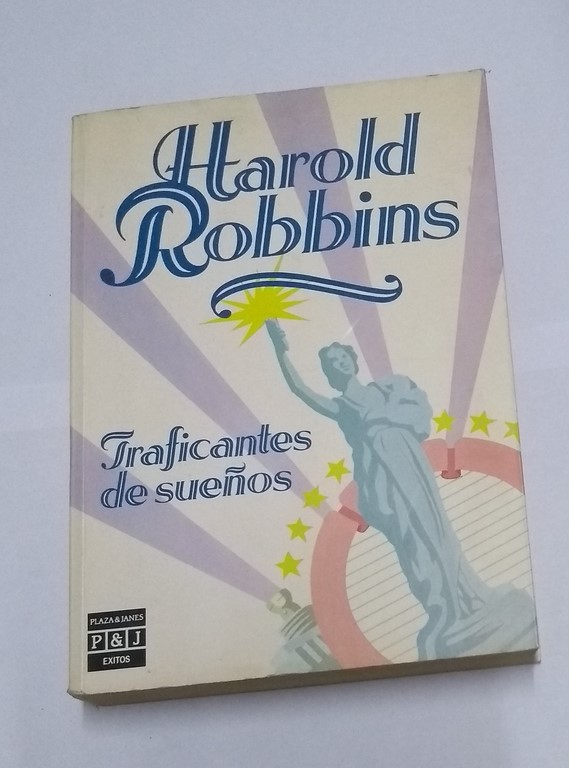 Harold
Robbins
Traficantes
de sueños
PLAZA & JANES
P&J
EXITOS